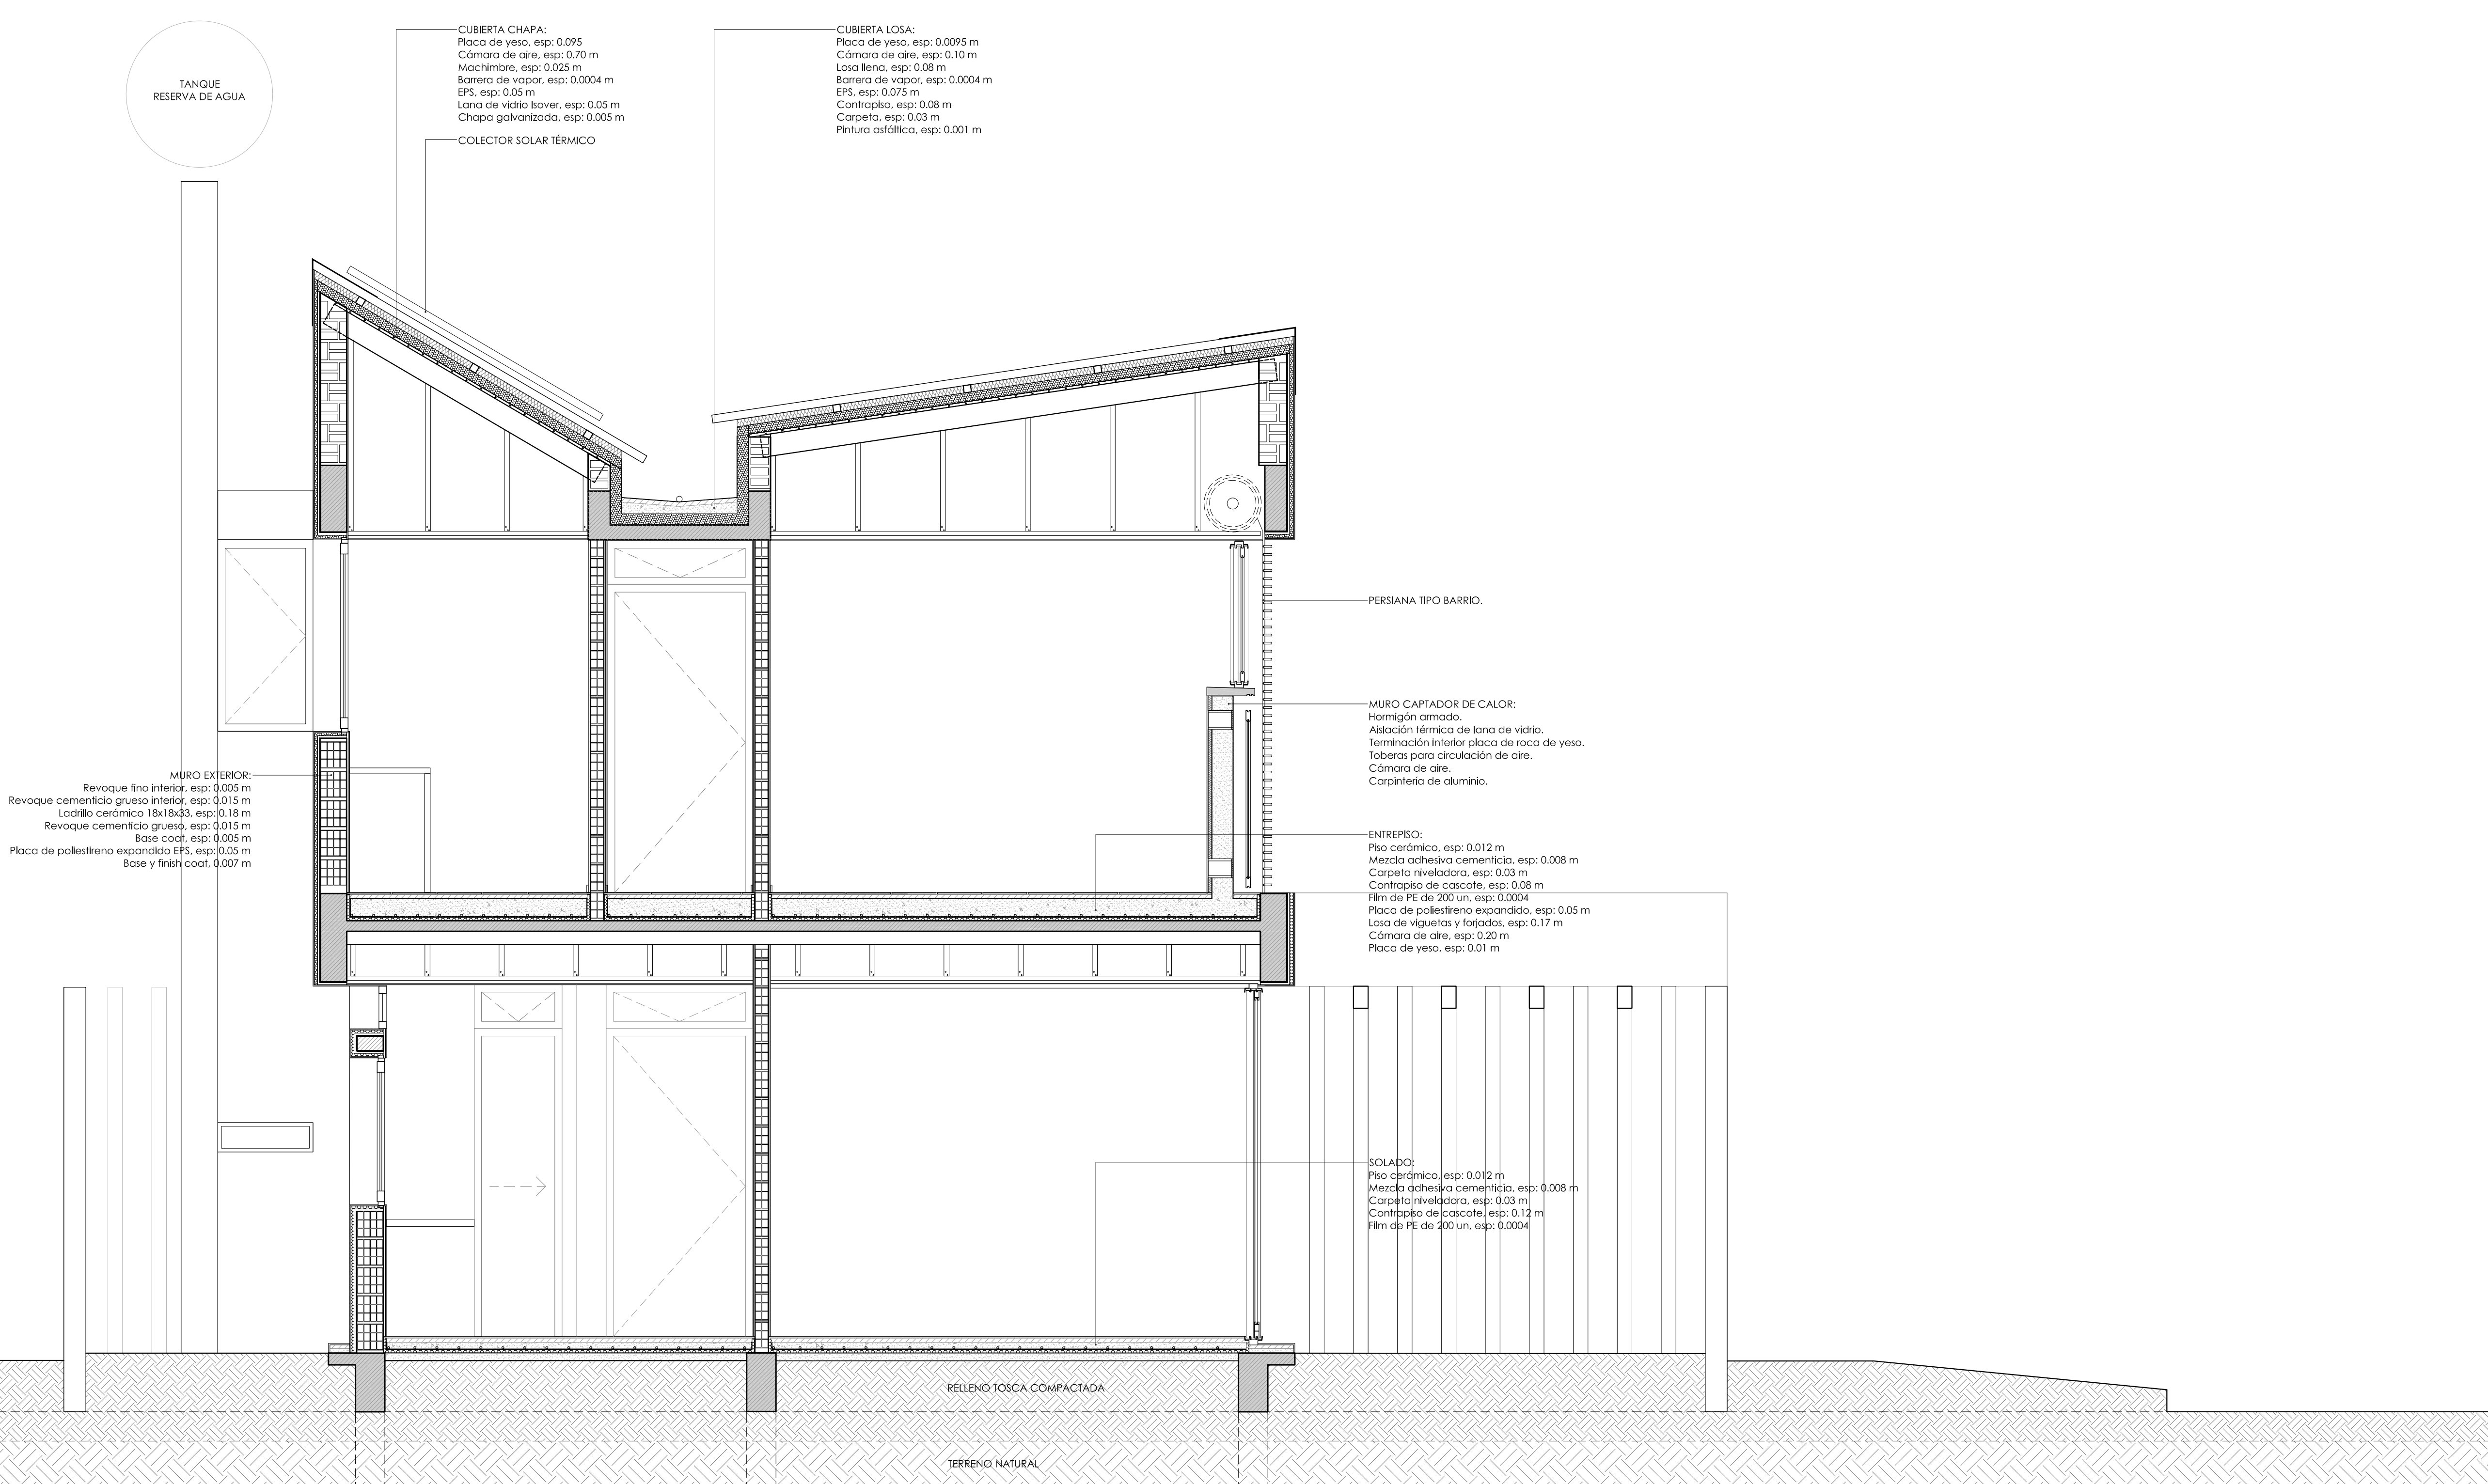 TANQUE
RESERVA DE AGUA
CUBIERTA CHAPA:
Placa de yeso, esp: 0.095
Cámara de aire, esp: 0.70 m
Machimbre, esp: 0.025 m
Barrera de vapor, esp: 0.0004 m
EPS, esp: 0.05 m
Lana de vidrio Isover, esp: 0.05 m
Chapa galvanizada, esp: 0.005 m
COLECTOR SOLAR TÉRMICO
CUBIERTA LOSA:
Placa de yeso, esp: 0.0095 m
Cámara de aire, esp: 0.10 m
Losa llena, esp: 0.08 m
Barrera de vapor, esp: 0.0004 m
EPS, esp: 0.075 m
Contrapiso, esp: 0.08 m
Carpeta, esp: 0.03 m
Pintura asfáltica, esp: 0.001 m
PERSIANA TIPO BARRIO.
MURO CAPTADOR DE CALOR:
Hormigón armado.
Aislación térmica de lana de vidrio.
Terminación interior placa de roca de yeso.
Toberas para circulación de aire.
Cámara de aire.
Carpintería de aluminio.
MURO EXTERIOR:
Revoque fino interior, esp: 0.005 m
Revoque cementicio grueso interior, esp: 0.015 m
Ladrillo cerámico 18x18x33, esp: 0.18 m
Revoque cementicio grueso, esp: 0.015 m
Base coat, esp: 0.005 m
Placa de poliestireno expandido EPS, esp: 0.05 m
Base y finish coat, 0.007 m
ENTREPISO:
Piso cerámico, esp: 0.012 m
Mezcla adhesiva cementicia, esp: 0.008 m
Carpeta niveladora, esp: 0.03 m
Contrapiso de cascote, esp: 0.08 m
Film de PE de 200 un, esp: 0.0004
Placa de poliestireno expandido, esp: 0.05 m
Losa de viguetas y forjados, esp: 0.17 m
Cámara de aire, esp: 0.20 m
Placa de yeso, esp: 0.01 m
SOLADO:
Piso cerámico, esp: 0.012 m
Mezcla adhesiva cementicia, esp: 0.008 m
Carpeta niveladora, esp: 0.03 m
Contrapiso de cascote, esp: 0.12 m
Film de PE de 200 un, esp: 0.0004
RELLENO TOSCA COMPACTADA
TERRENO NATURAL